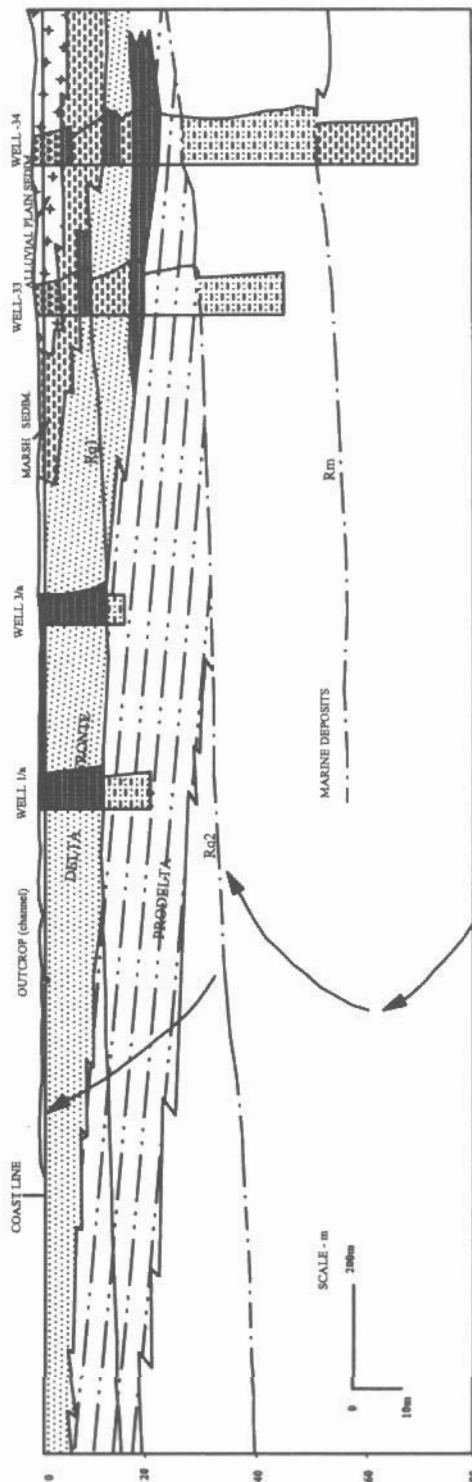 COAST LINE
OUTCROP (channel)
WELL 1/a
WELL 3/a
MARSH SEDIM.
WELL-33
ALLUVIAL PLAIN SEDIM
WELL-34
DELTA
RONTE
Rq1
PRODELTA
Rq2
MARINE DEPOSITS
Rm
0
20
40
60
SCALE - m
0
200m
10m